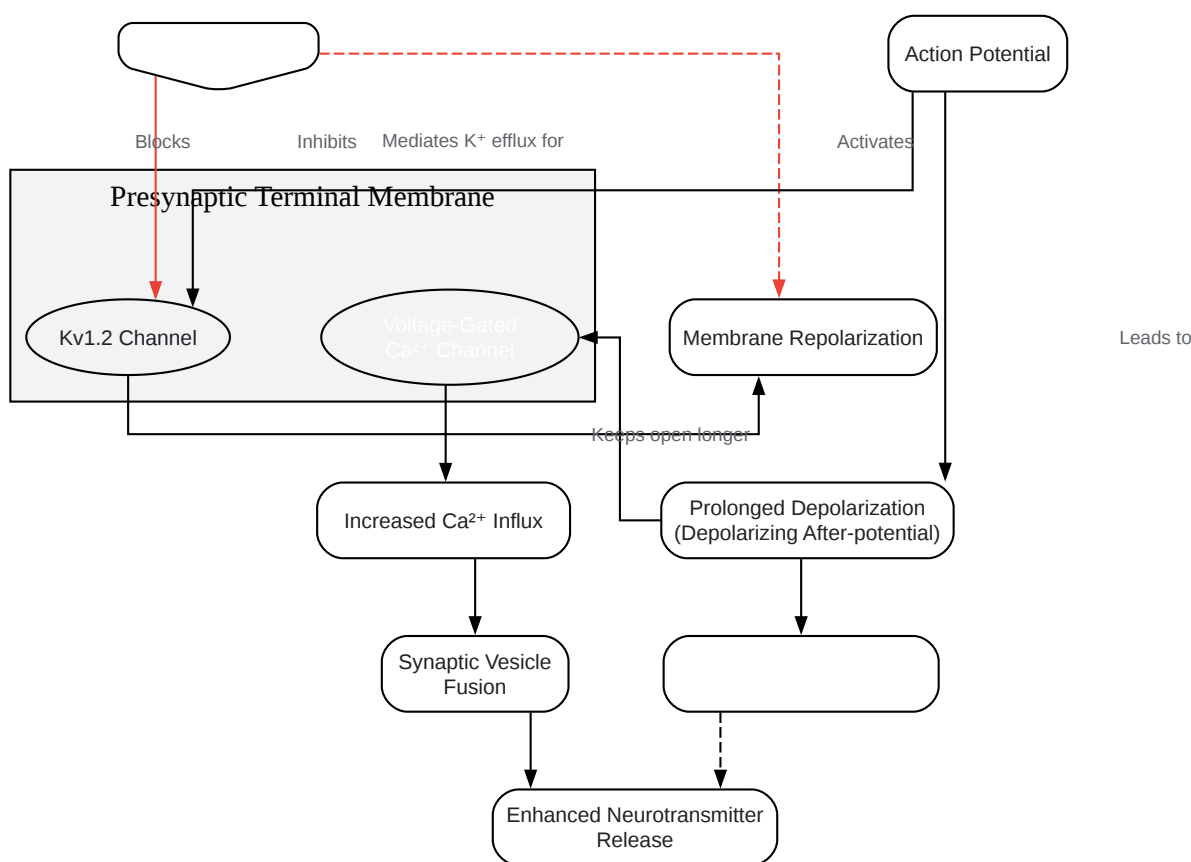 Action Potential
Blocks
Inhibits
Mediates K⁺ efflux for
Activates
Presynaptic Terminal Membrane
Kv1.2 Channel
Voltage-Gated
Ca²⁺ Channel
Membrane Repolarization
Leads to
Keeps open longer
Increased Ca²⁺ Influx
Prolonged Depolarization
(Depolarizing After-potential)
Synaptic Vesicle
Fusion
Enhanced Neurotransmitter
Release